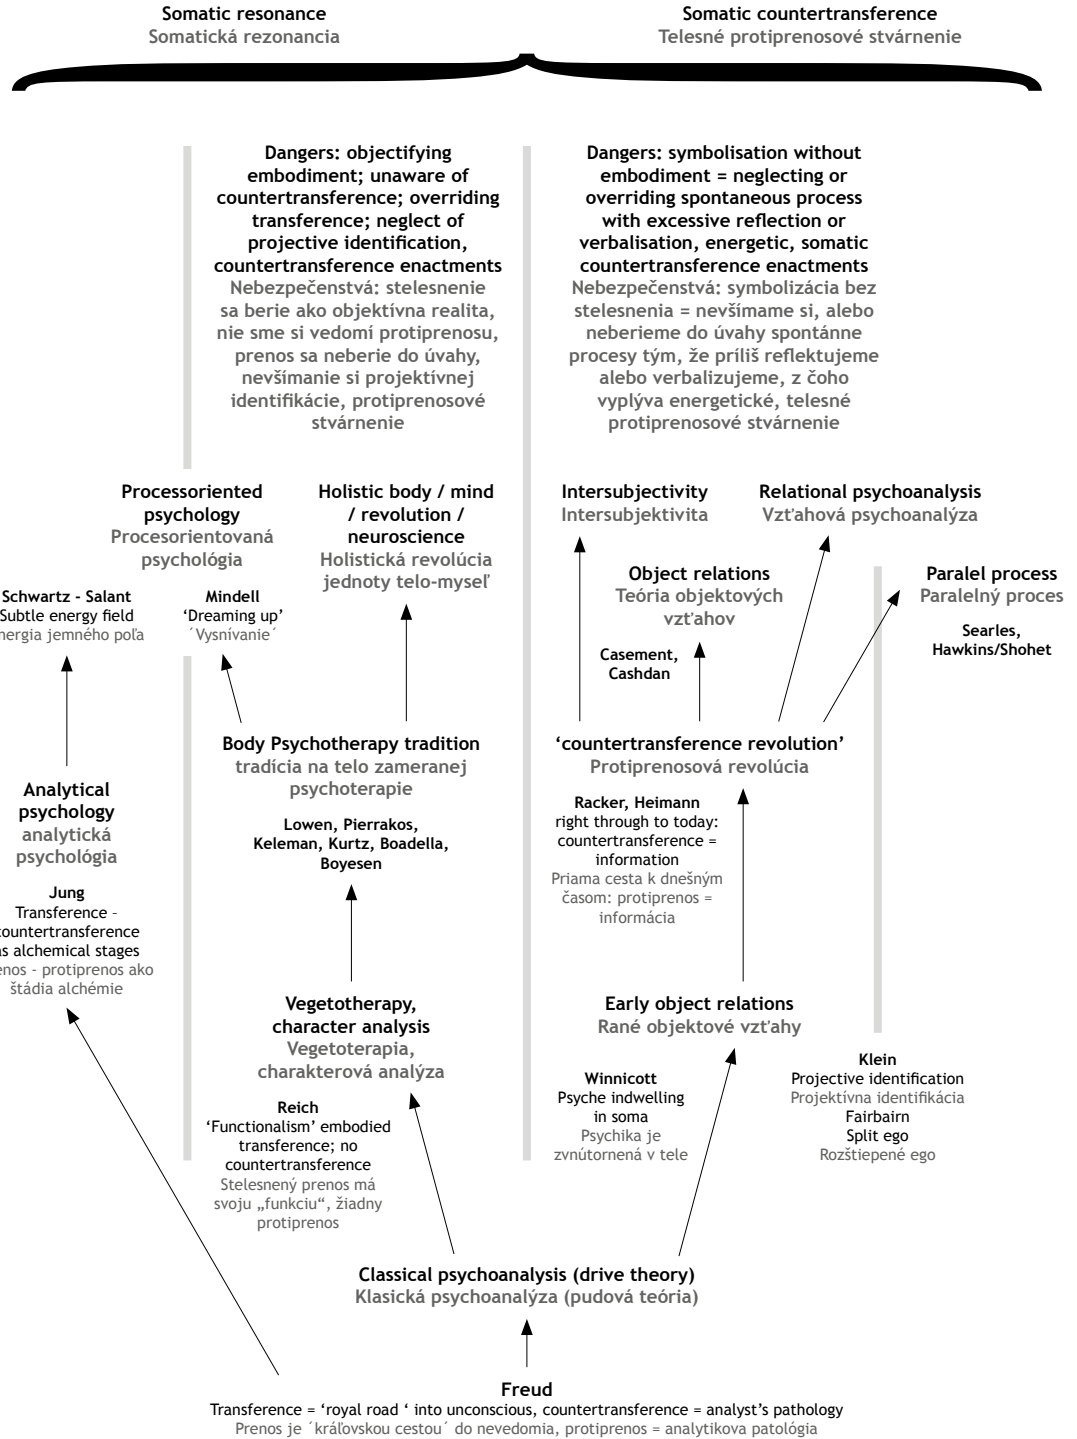 Somatic resonance
Somatická rezonancia
Somatic countertransference
Telesné protiprenosové stvárnenie
Dangers: objectifying
embodiment; unaware of
countertransference; overriding
transference; neglect of
projective identification,
countertransference enactments
Nebezpečenstvá: stelesnenie
sa berie ako objektívna realita,
nie sme si vedomí protiprenosu,
prenos sa neberie do úvahy,
nevšímanie si projektívnej
identifikácie, protiprenosové
stvárnenie
Dangers: symbolisation without
embodiment = neglecting or
overriding spontaneous process
with excessive reflection or
verbalisation, energetic, somatic
countertransference enactments
Nebezpečenstvá: symbolizácia bez
stelesnenia = nevšímame si, alebo
neberieme do úvahy spontánne
procesy tým, že príliš reflektujeme
alebo verbalizujeme, z čoho
vyplýva energetické, telesné
protiprenosové stvárnenie
Processoriented
psychology
Procesorientovaná
psychológia
Holistic body / mind
/ revolution /
neuroscience
Holistická revolúcia
jednoty telo-myseľ
Intersubjectivity
Intersubjektivita
Relational psychoanalysis
Vzťahová psychoanalýza
Object relations
Teória objektových
vzťahov
Casement,
Cashdan
Paralel process
Paralelný proces
Searles,
Hawkins/Shohet
Schwartz - Salant
Subtle energy field
nergia jemného poľa
Mindell
‘Dreaming up’
´Vysnívanie´
Body Psychotherapy tradition
tradícia na telo zameranej
psychoterapie
Lowen, Pierrakos,
Keleman, Kurtz, Boadella,
Boyesen
‘countertransference revolution’
Protiprenosová revolúcia
Racker, Heimann
right through to today:
countertransference =
information
Priama cesta k dnešným
časom: protiprenos =
informácia
Analytical
psychology
analytická
psychológia
Jung
Transference -
countertransference
as alchemical stages
enos - protiprenos ako
štádia alchémie
Vegetotherapy,
character analysis
Vegetoterapia,
charakterová analýza
Reich
‘Functionalism’ embodied
transference; no
countertransference
Stelesnený prenos má
svoju „funkciu“, žiadny
protiprenos
Early object relations
Rané objektové vzťahy
Winnicott
Psyche indwelling
in soma
Psychika je
zvnútornená v tele
Klein
Projective identification
Projektívna identifikácia
Fairbairn
Split ego
Rozštiepené ego
Classical psychoanalysis (drive theory)
Klasická psychoanalýza (pudová teória)
Freud
Transference = ‘royal road ‘ into unconscious, countertransference = analyst’s pathology
Prenos je ´kráľovskou cestou´ do nevedomia, protiprenos = analytikova patológia